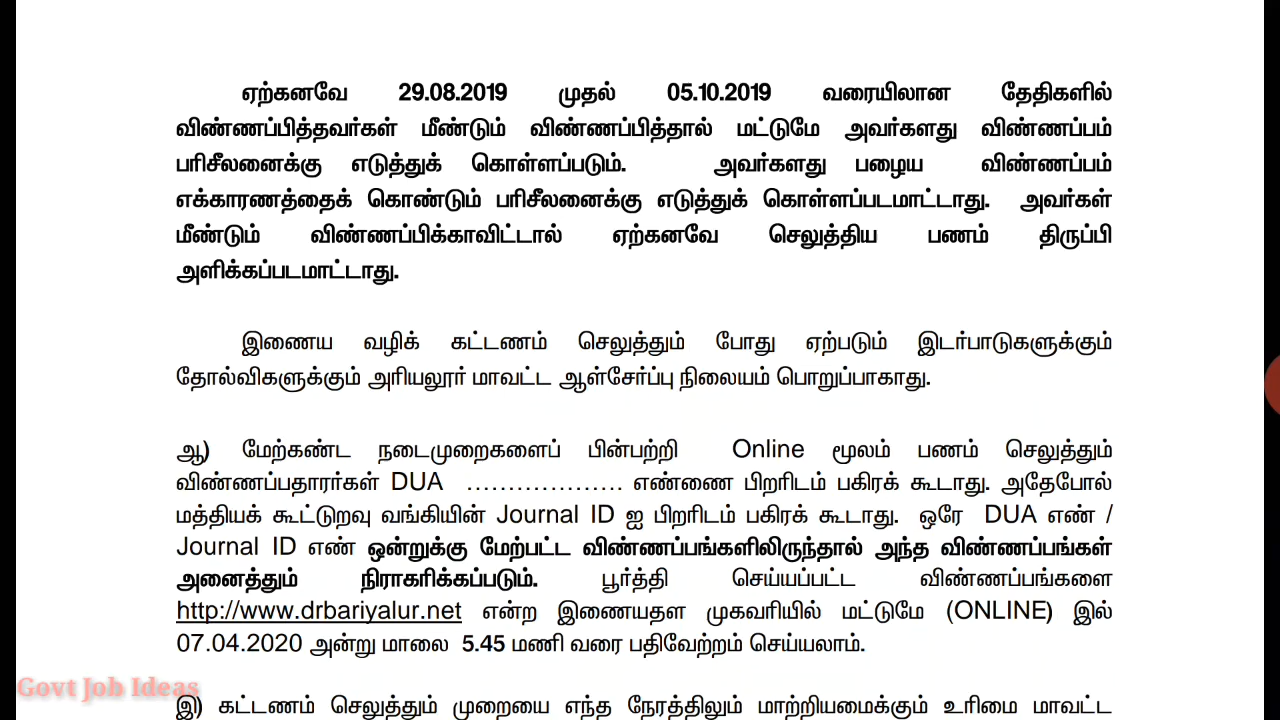 ஏற்கனவே 29.08.2019 முதல் 05.10.2019 வரையிலான தேதிகளில்
விண்ணப்பித்தவர்கள் மீண்டும் விண்ணப்பித்தால் மட்டுமே அவர்களது விண்ணப்பம்
பரிசீலனைக்கு எடுத்துக் கொள்ளப்படும். அவர்களது பழைய விண்ணப்பம்
எக்காரணத்தைக் கொண்டும் பரிசீலனைக்கு எடுத்துக் கொள்ளப்படமாட்டாது. அவர்கள்
மீண்டும் விண்ணப்பிக்காவிட்டால் ஏற்கனவே செலுத்திய பணம் திருப்பி
அளிக்கப்படமாட்டாது.
இணைய வழிக் கட்டணம் செலுத்தும் போது ஏற்படும் இடர்பாடுகளுக்கும்
தோல்விகளுக்கும் அரியலூர் மாவட்ட ஆள்சேர்ப்பு நிலையம் பொறுப்பாகாது.
ஆ) மேற்கண்ட நடைமுறைகளைப் பின்பற்றி Online மூலம் பணம் செலுத்தும்
விண்ணப்பதாரர்கள் DUA ................... எண்ணை பிறரிடம் பகிரக் கூடாது. அதேபோல்
மத்தியக் கூட்டுறவு வங்கியின் Journal ID ஐ பிறரிடம் பகிரக் கூடாது. ஒரே DUA எண் /
Journal ID எண் ஒன்றுக்கு மேற்பட்ட விண்ணப்பங்களிலிருந்தால் அந்த விண்ணப்பங்கள்
அனைத்தும் நிராகரிக்கப்படும். பூர்த்தி செய்யப்பட்ட விண்ணப்பங்களை
http://www.drbariyalur.net என்ற இணையதள முகவரியில் மட்டுமே (ONLINE) இல்
07.04.2020 அன்று மாலை 5.45 மணி வரை பதிவேற்றம் செய்யலாம்.
Govt Job Ideas
இ) கட்டணம் செலுத்தும் முறையை எந்த நேரத்திலும் மாற்றியமைக்கும் உரிமை மாவட்ட